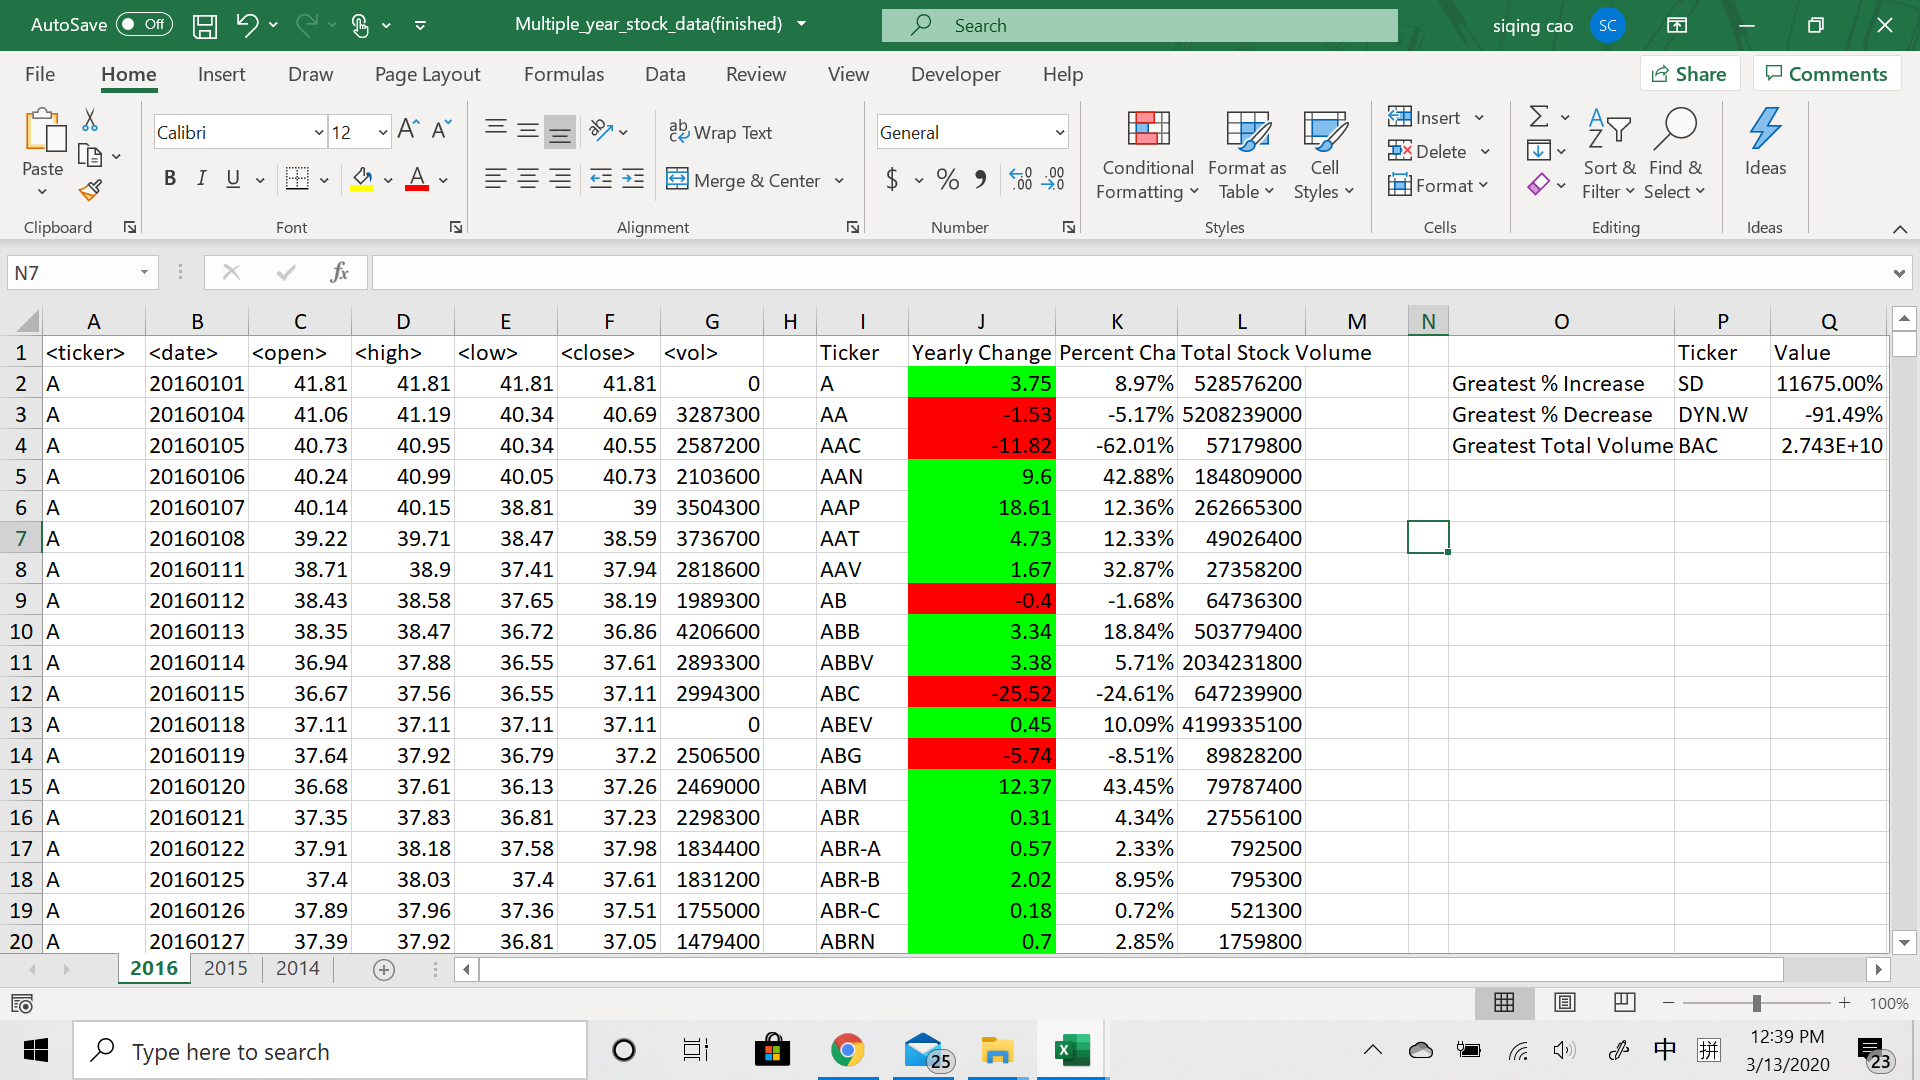 AutoSave Off Multiple_year_stock_data(finished) Search siqing cao SC
File Home Insert Draw Page Layout Formulas Data Review View Developer Help Share Comments
Calibri 12 A A ab Wrap Text General Insert
Paste B I U A Merge & Center $ % Conditional Formatting Format as Table Cell Styles Delete Format Sort & Filter Find & Select Ideas
Clipboard Font Alignment Number Styles Cells Editing Ideas
N7 fx
A B C D E F G H I J K L M N O P Q
1 <ticker> <date> <open> <high> <low> <close> <vol> Ticker Yearly Change Percent Cha Total Stock Volume Ticker Value
2 A 20160101 41.81 41.81 41.81 41.81 0 A 3.75 8.97% 528576200 Greatest % Increase SD 11675.00%
3 A 20160104 41.06 41.19 40.34 40.69 3287300 AA -1.53 -5.17% 5208239000 Greatest % Decrease DYN.W -91.49%
4 A 20160105 40.73 40.95 40.34 40.55 2587200 AAC -11.82 -62.01% 57179800 Greatest Total Volume BAC 2.743E+10
5 A 20160106 40.24 40.99 40.05 40.73 2103600 AAN 9.6 42.88% 184809000
6 A 20160107 40.14 40.15 38.81 39 3504300 AAP 18.61 12.36% 262665300
7 A 20160108 39.22 39.71 38.47 38.59 3736700 AAT 4.73 12.33% 49026400
8 A 20160111 38.71 38.9 37.41 37.94 2818600 AAV 1.67 32.87% 27358200
9 A 20160112 38.43 38.58 37.65 38.19 1989300 AB -0.4 -1.68% 64736300
10 A 20160113 38.35 38.47 36.72 36.86 4206600 ABB 3.34 18.84% 503779400
11 A 20160114 36.94 37.88 36.55 37.61 2893300 ABBV 3.38 5.71% 2034231800
12 A 20160115 36.67 37.56 36.55 37.11 2994300 ABC -25.52 -24.61% 647239900
13 A 20160118 37.11 37.11 37.11 37.11 0 ABEV 0.45 10.09% 4199335100
14 A 20160119 37.64 37.92 36.79 37.2 2506500 ABG -5.74 -8.51% 89828200
15 A 20160120 36.68 37.61 36.13 37.26 2469000 ABM 12.37 43.45% 79787400
16 A 20160121 37.35 37.83 36.81 37.23 2298300 ABR 0.31 4.34% 27556100
17 A 20160122 37.91 38.18 37.58 37.98 1834400 ABR-A 0.57 2.33% 792500
18 A 20160125 37.4 38.03 37.4 37.61 1831200 ABR-B 2.02 8.95% 795300
19 A 20160126 37.89 37.96 37.36 37.51 1755000 ABR-C 0.18 0.72% 521300
20 A 20160127 37.39 37.92 36.81 37.05 1479400 ABRN 0.7 2.85% 1759800
2016 2015 2014
100%
Type here to search 25 中 拼 12:39 PM
3/13/2020 23